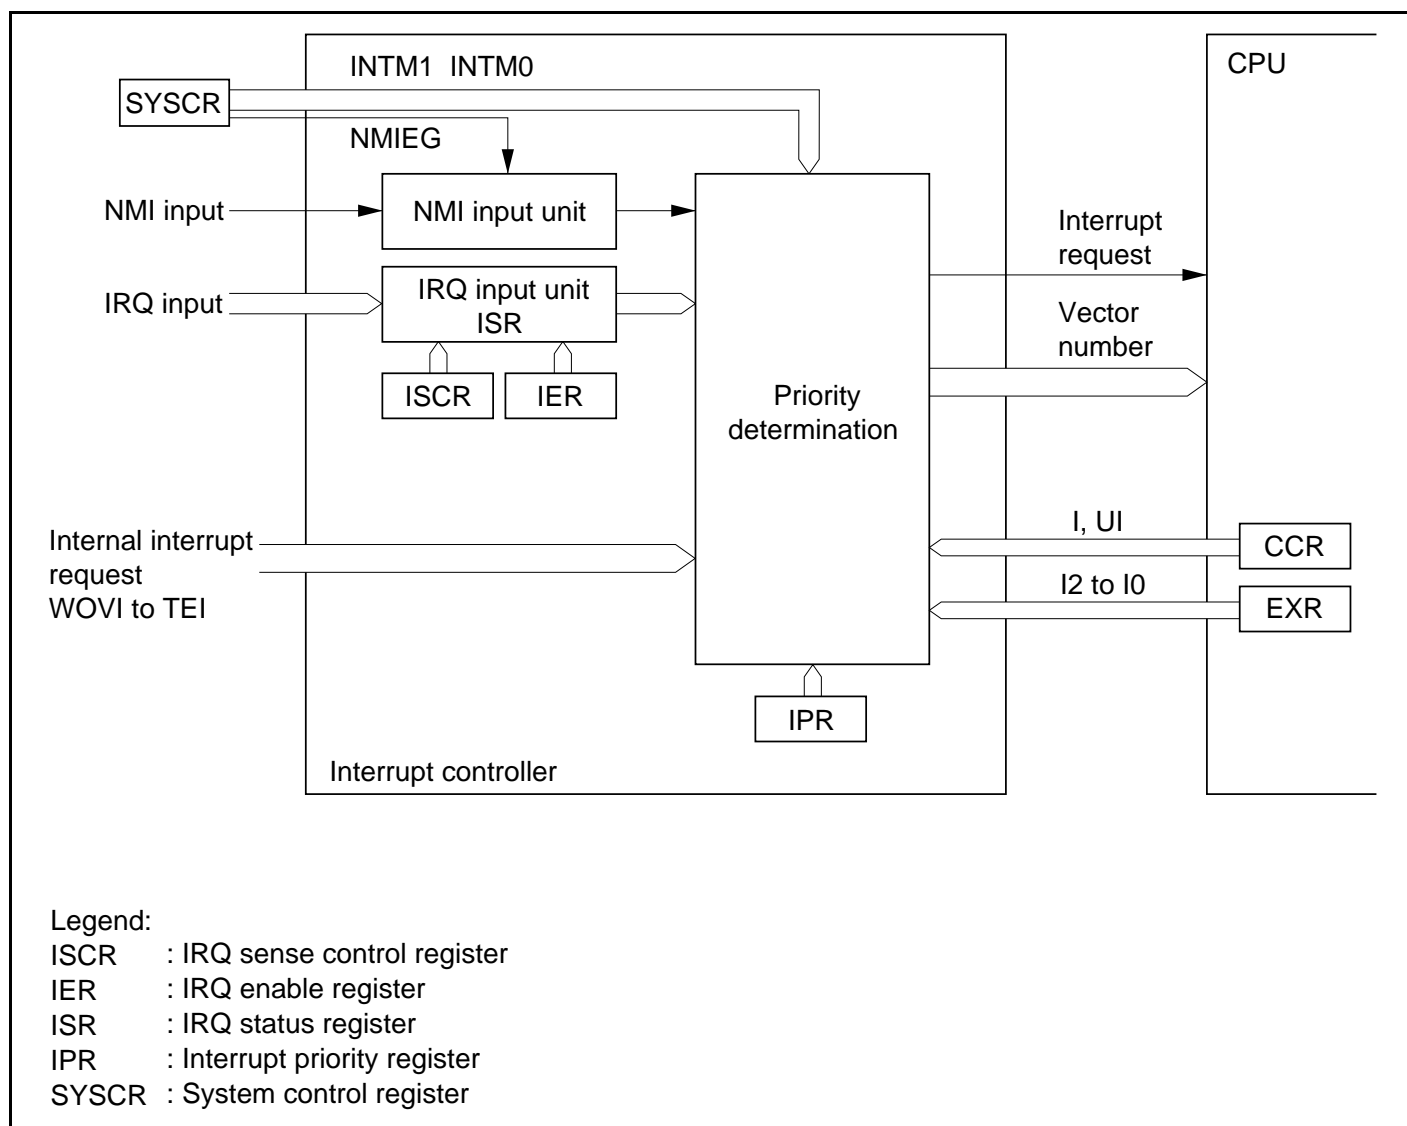 INTM1 INTM0
CPU
SYSCR
NMIEG
NMI input
NMI input unit
Interrupt
request
IRQ input
IRQ input unit
ISR
Vector
number
ISCR
IER
Priority
determination
I, UI
CCR
Internal interrupt
request
WOVI to TEI
I2 to I0
EXR
IPR
Interrupt controller
Legend:
ISCR : IRQ sense control register
IER : IRQ enable register
ISR : IRQ status register
IPR : Interrupt priority register
SYSCR : System control register